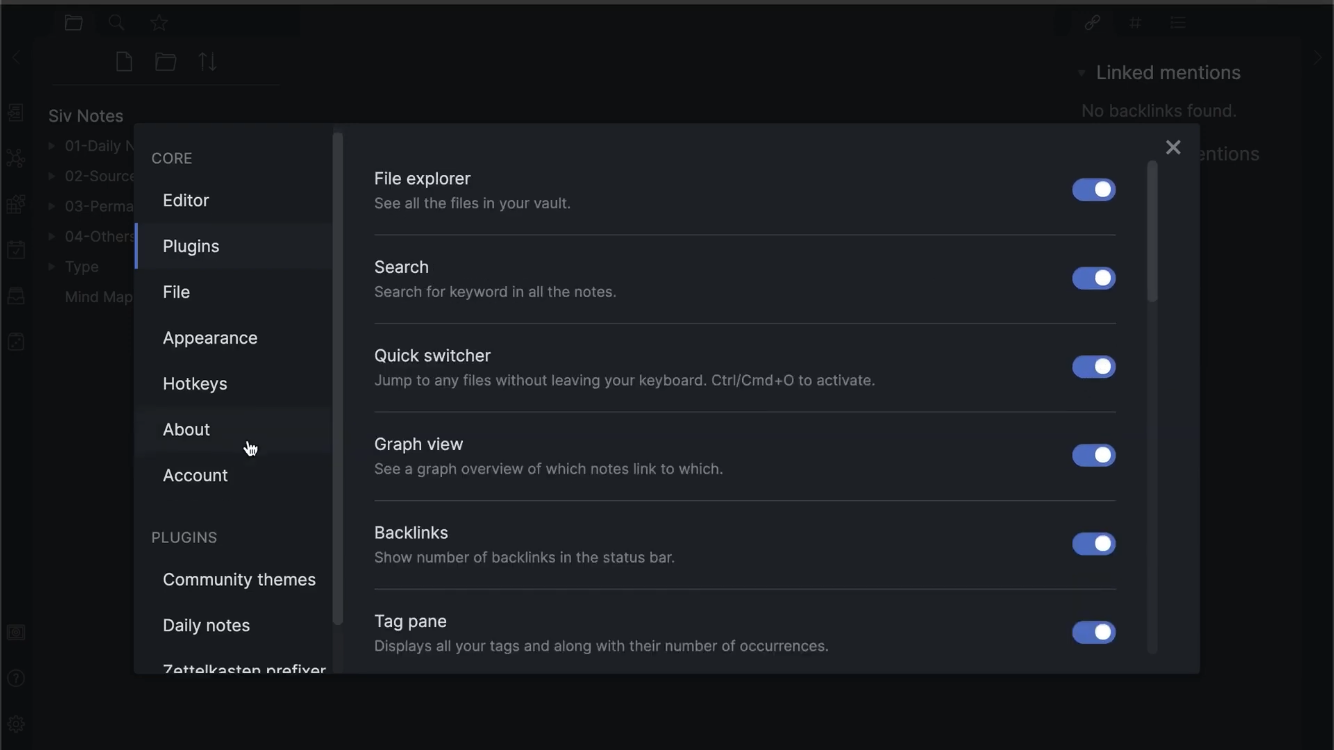 Linked mentions
No backlinks found.
entions
Siv Notes
01-Daily N
02-Source
03-Perma
04-Others
Type
Mind Map
CORE
Editor
Plugins
File
Appearance
Hotkeys
About
Account
PLUGINS
Community themes
Daily notes
Zettelkasten prefixer
File explorer
See all the files in your vault.
Search
Search for keyword in all the notes.
Quick switcher
Jump to any files without leaving your keyboard. Ctrl/Cmd+O to activate.
Graph view
See a graph overview of which notes link to which.
Backlinks
Show number of backlinks in the status bar.
Tag pane
Displays all your tags and along with their number of occurrences.